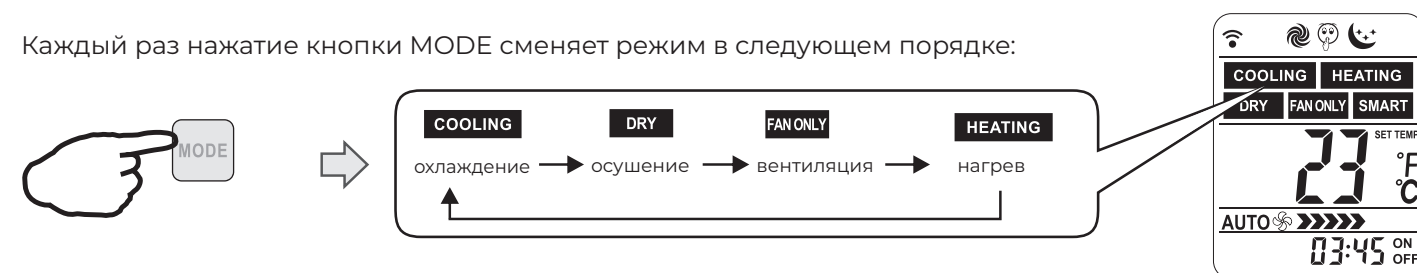 Каждый раз нажатие кнопки MODE сменяет режим в следующем порядке:
MODE
COOLING DRY FAN ONLY HEATING
охлаждение осушение вентиляция нагрев
COOLING HEATING
DRY FAN ONLY SMART
SET TEMP
23 °F
°C
AUTO
03:45 ON
OFF